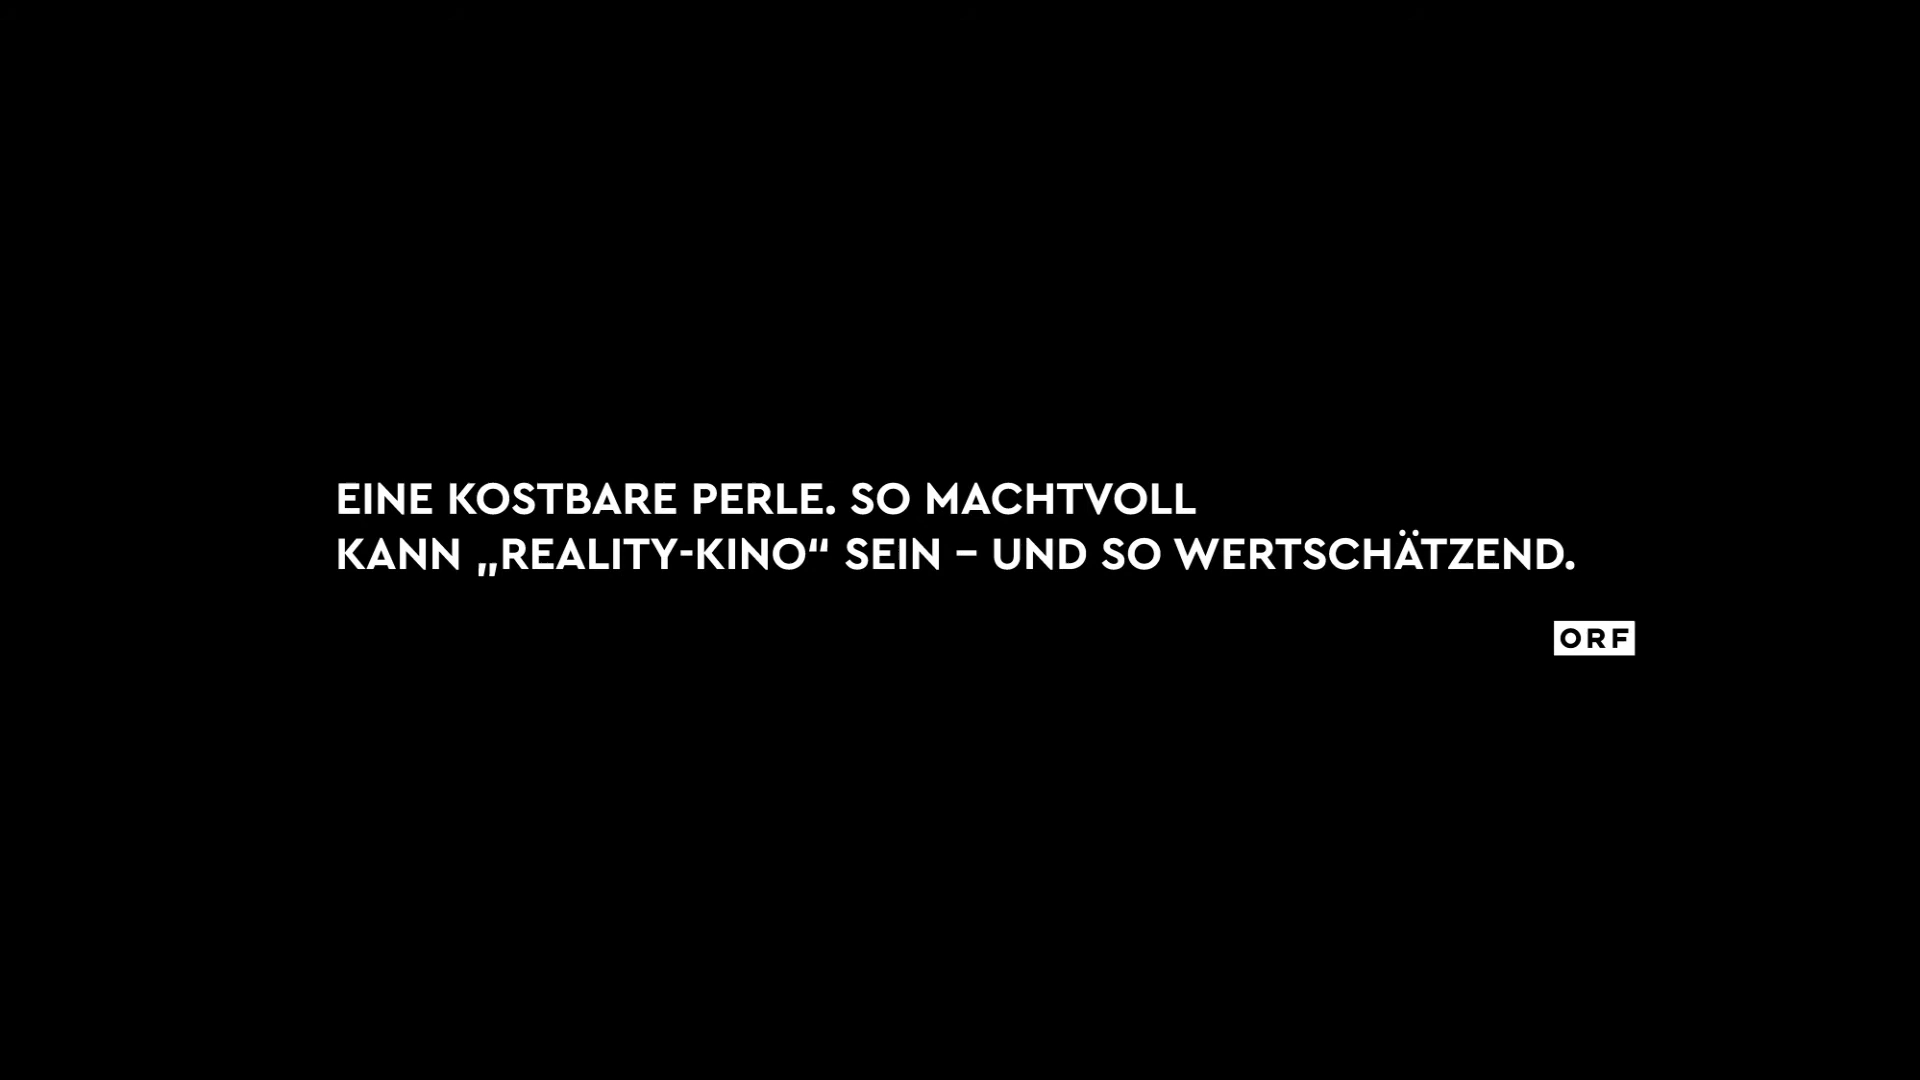 EINE KOSTBARE PERLE. SO MACHTVOLL
KANN „REALITY-KINO“ SEIN – UND SO WERTSCHÄTZEND.
ORF